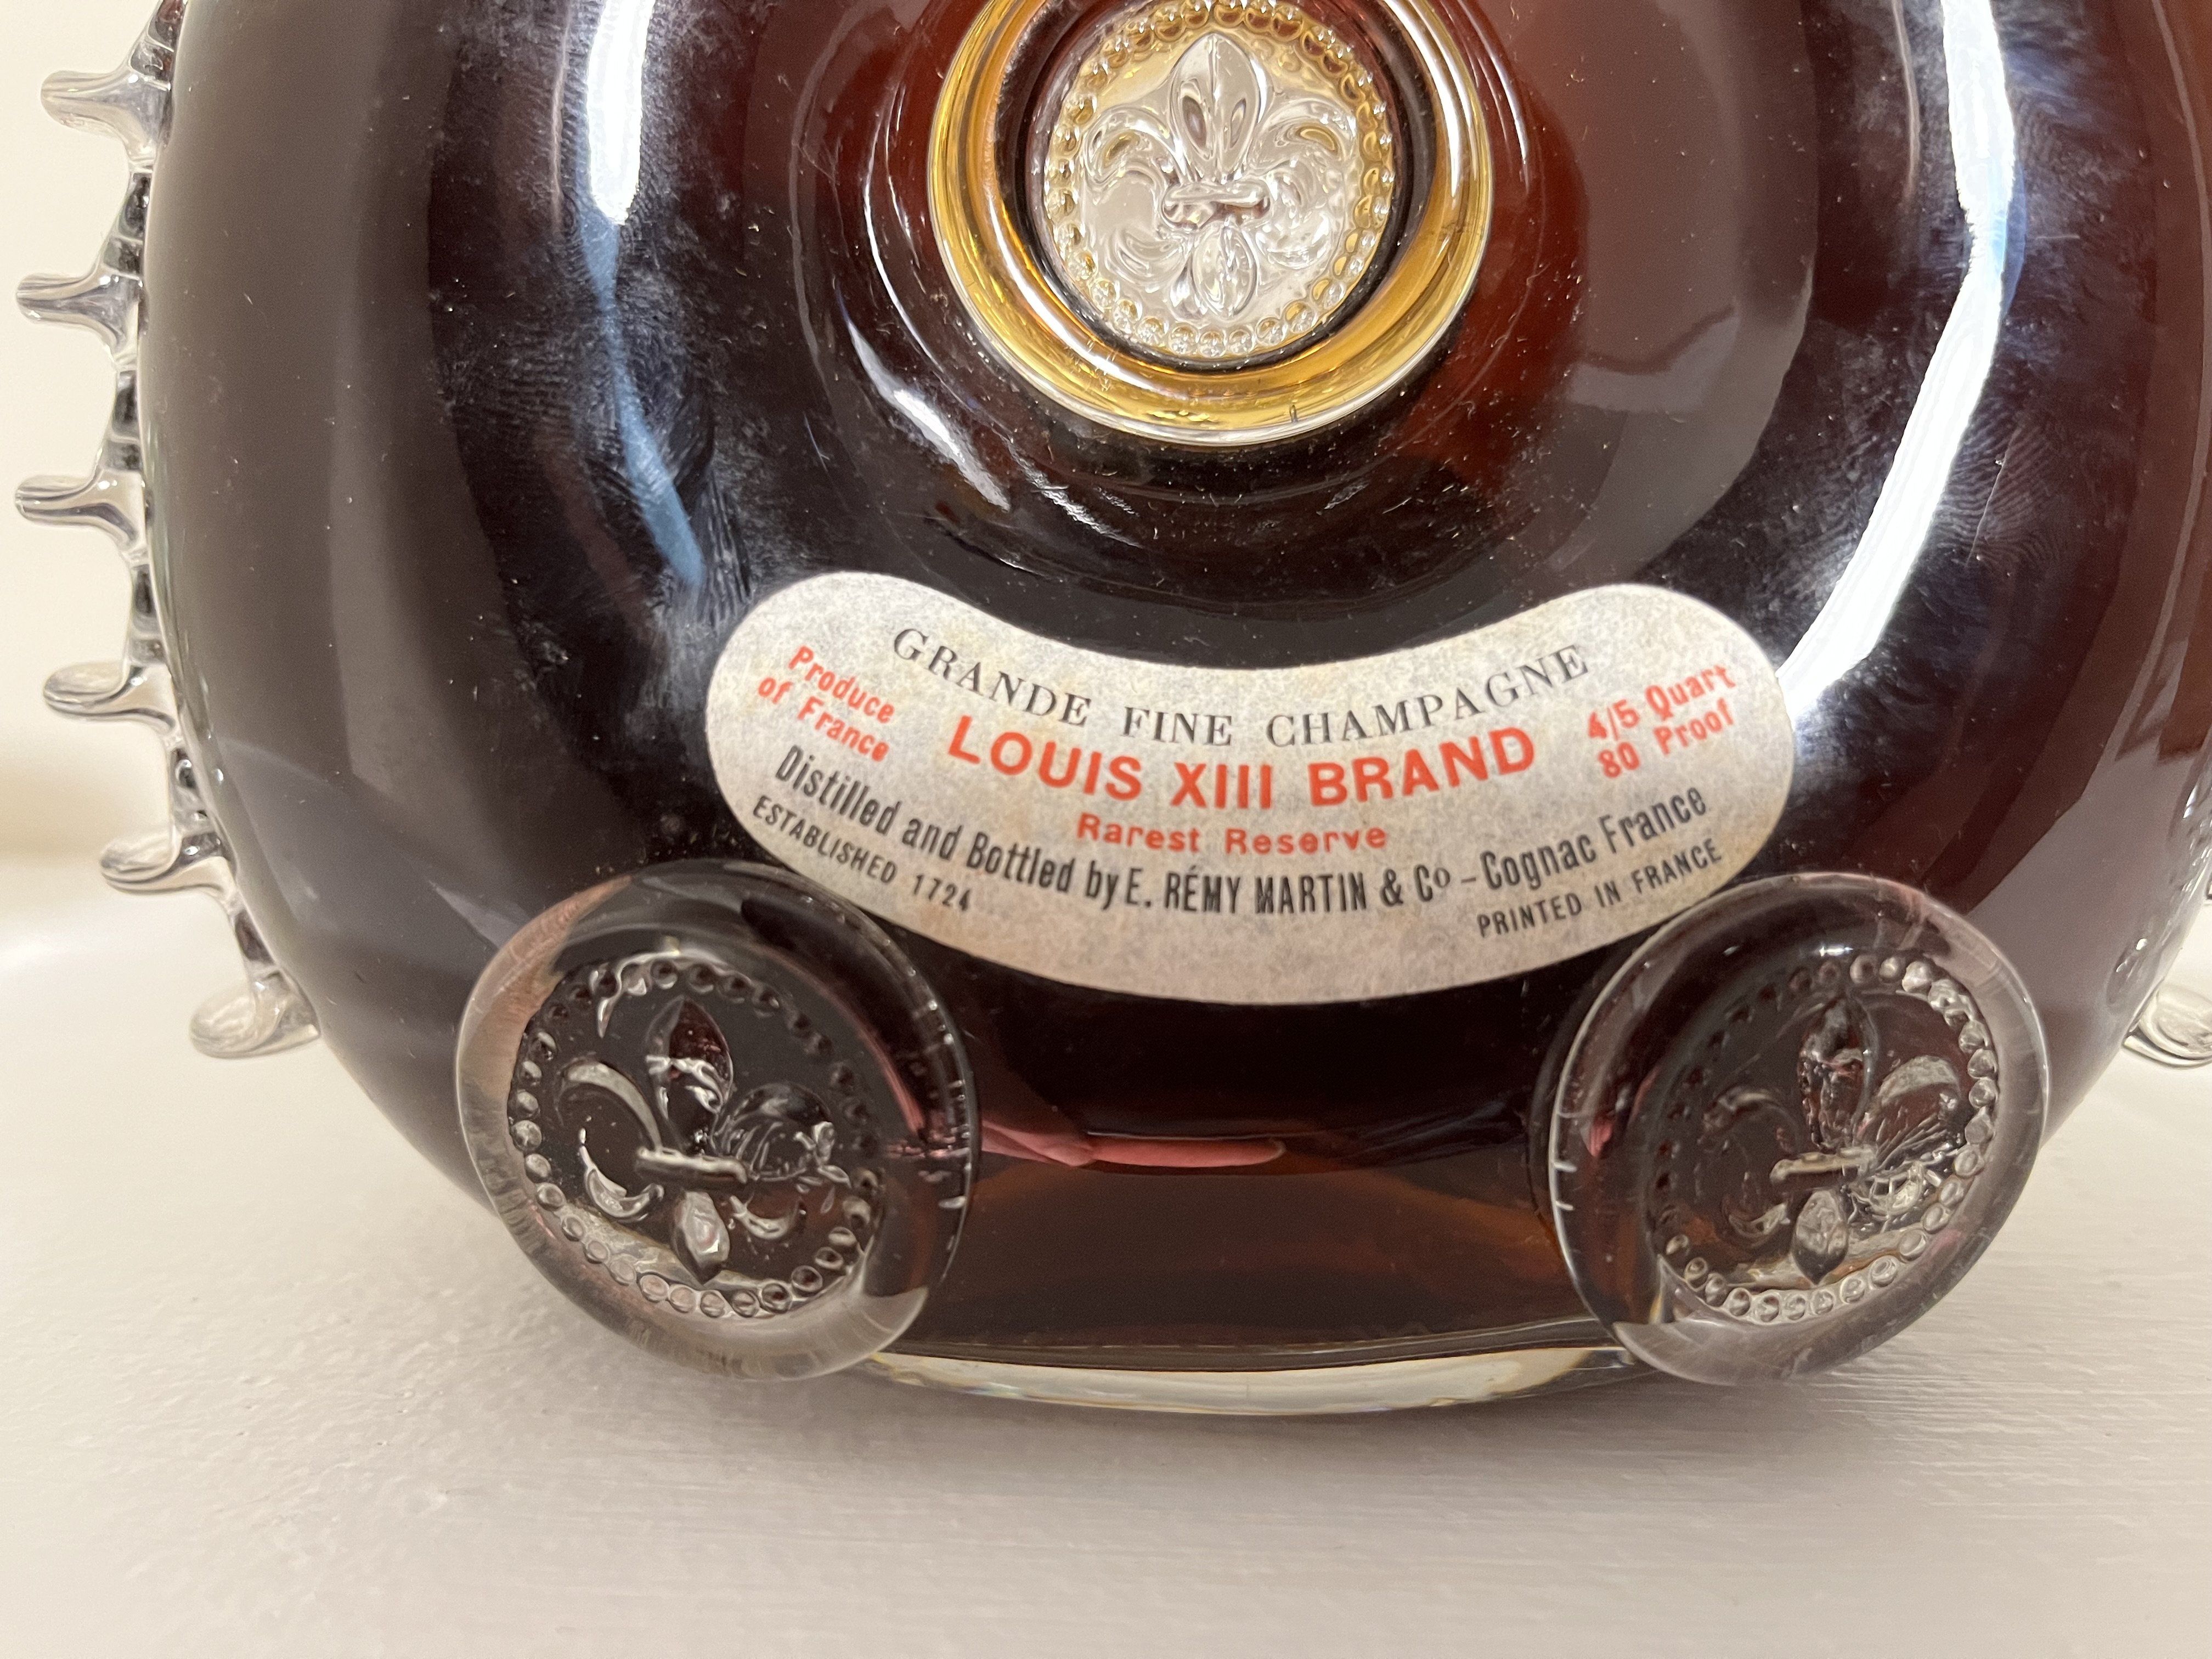 GRANDE FINE CHAMPAGNE
Produce
of France
LOUIS XIII BRAND
4/5 Quart
80 Proof
Rarest Reserve
Distilled and Bottled by E. RÉMY MARTIN & Co - Cognac France
ESTABLISHED 1724
PRINTED IN FRANCE